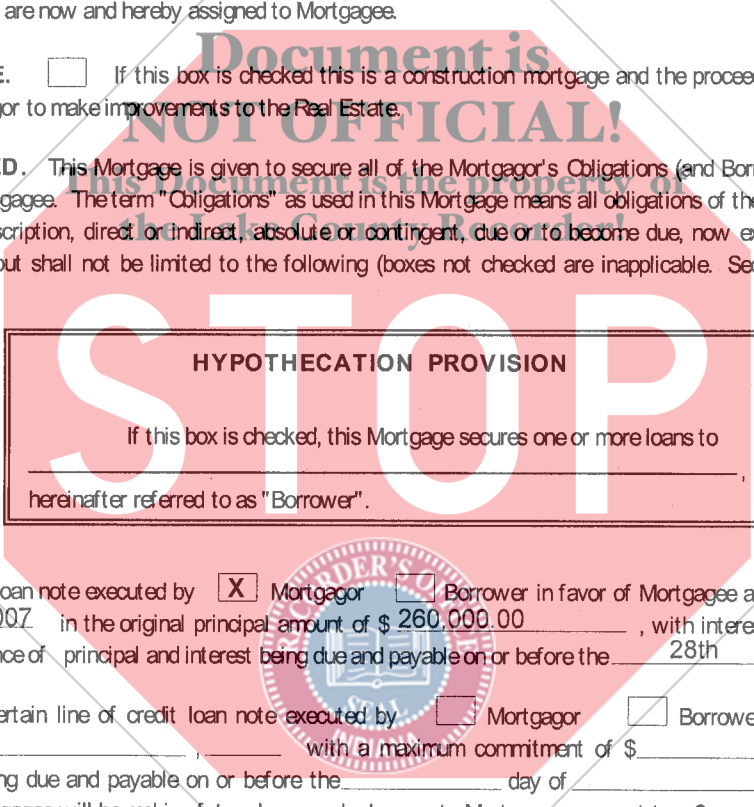 are now and hereby assigned to Mortgagee.
Document is
E. If this box is checked this is a construction mortgage and the proceed
gor to make improvements to the Real Estate.
NOT OFFICIAL!
ED. This Mortgage is given to secure all of the Mortgagor's Obligations (and Borr
This Document is the property of
gagee. The term "Obligations" as used in this Mortgage means all obligations of the
the Lake County Recorder!
scription, direct or indirect, absolute or contingent, due or to become due, now ex
out shall not be limited to the following (boxes not checked are inapplicable. Sec
STOP
HYPOTHECATION PROVISION
If this box is checked, this Mortgage secures one or more loans to
,
hereinafter referred to as "Borrower".
oan note executed by X Mortgagor Borrower in favor of Mortgagee a
007 in the original principal amount of $ 260,000.00 , with intere
nce of principal and interest being due and payable on or before the 28th
ertain line of credit loan note executed by Mortgagor Borrowe
, with a maximum commitment of $
ng due and payable on or before the day of
SEAL
INDIANA